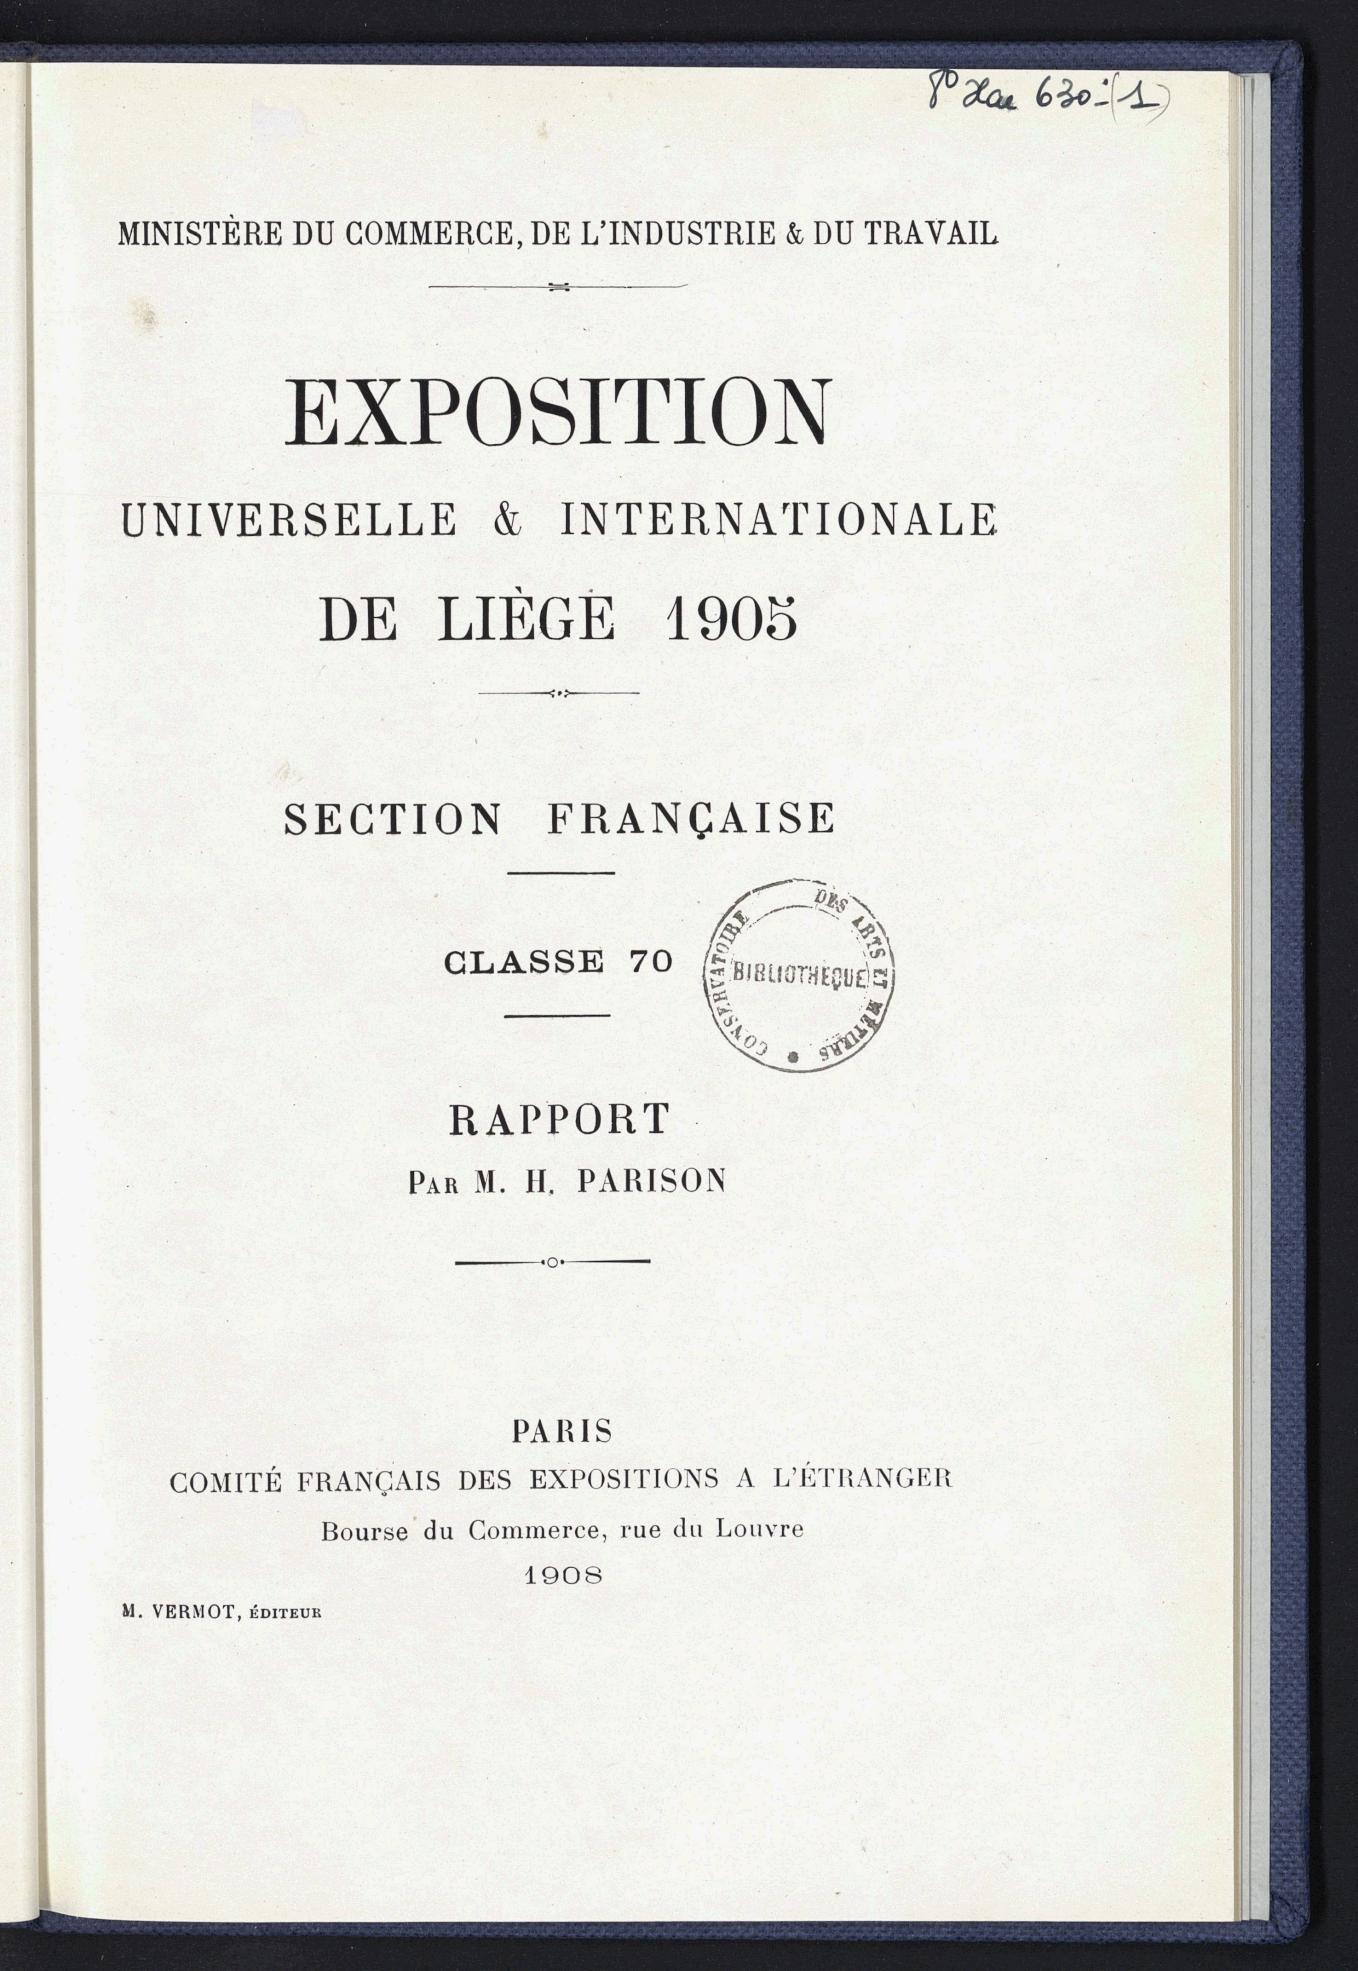 8º Xae 630-(1)
MINISTÈRE DU COMMERCE, DE L'INDUSTRIE & DU TRAVAIL
EXPOSITION
UNIVERSELLE & INTERNATIONALE
DE LIÈGE 1905
SECTION FRANÇAISE
CLASSE 70
CONSERVATOIRE DES ARTS ET MÉTIERS
BIBLIOTHÈQUE
RAPPORT
PAR M. H. PARISON
PARIS
COMITÉ FRANÇAIS DES EXPOSITIONS A L'ÉTRANGER
Bourse du Commerce, rue du Louvre
1908
M. VERMOT, ÉDITEUR